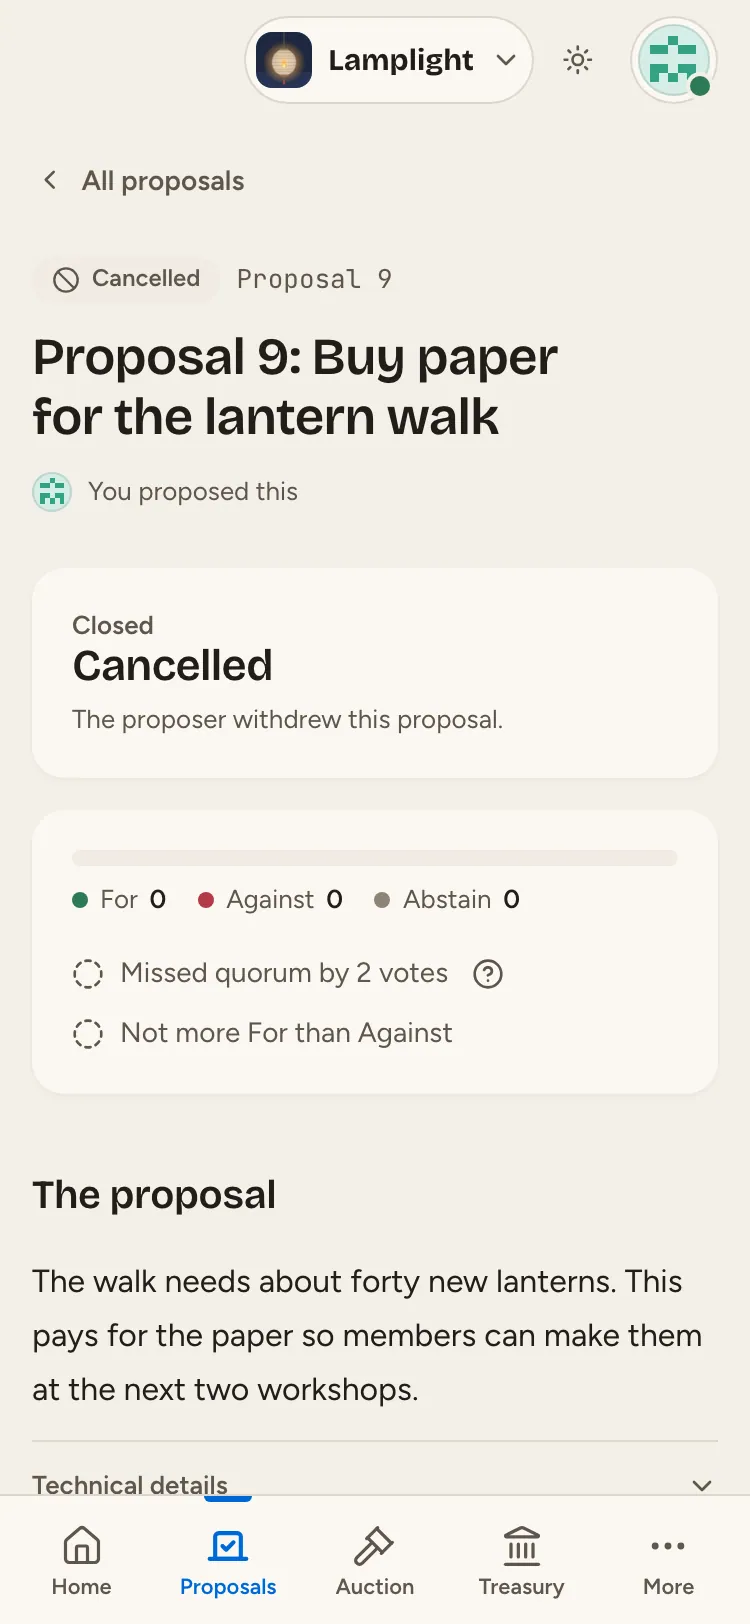 Lamplight
All proposals
Cancelled
Proposal 9
Proposal 9: Buy paper
for the lantern walk
You proposed this
Closed
Cancelled
The proposer withdrew this proposal.
For 0 Against 0 Abstain 0
Missed quorum by 2 votes ?
Not more For than Against
The proposal
The walk needs about forty new lanterns. This
pays for the paper so members can make them
at the next two workshops.
Technical details
Home Proposals Auction Treasury More